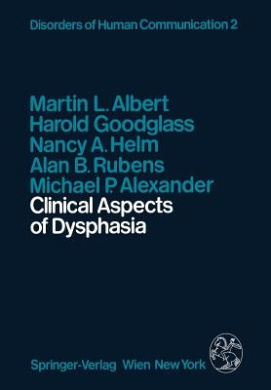 Disorders of Human Communication 2
Martin L. Albert
Harold Goodglass
Nancy A. Helm
Alan B. Rubens
Michael P. Alexander
Clinical Aspects
of Dysphasia
Springer-Verlag Wien New York